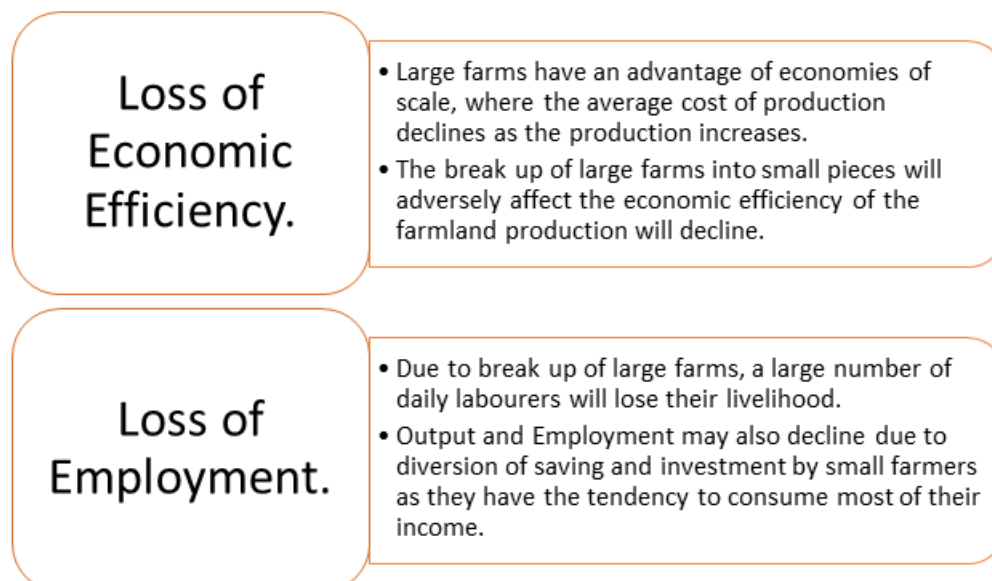 Loss of
Economic
Efficiency.
• Large farms have an advantage of economies of
scale, where the average cost of production
declines as the production increases.
• The break up of large farms into small pieces will
adversely affect the economic efficiency of the
farmland production will decline.
Loss of
Employment.
• Due to break up of large farms, a large number of
daily labourers will lose their livelihood.
• Output and Employment may also decline due to
diversion of saving and investment by small farmers
as they have the tendency to consume most of their
income.